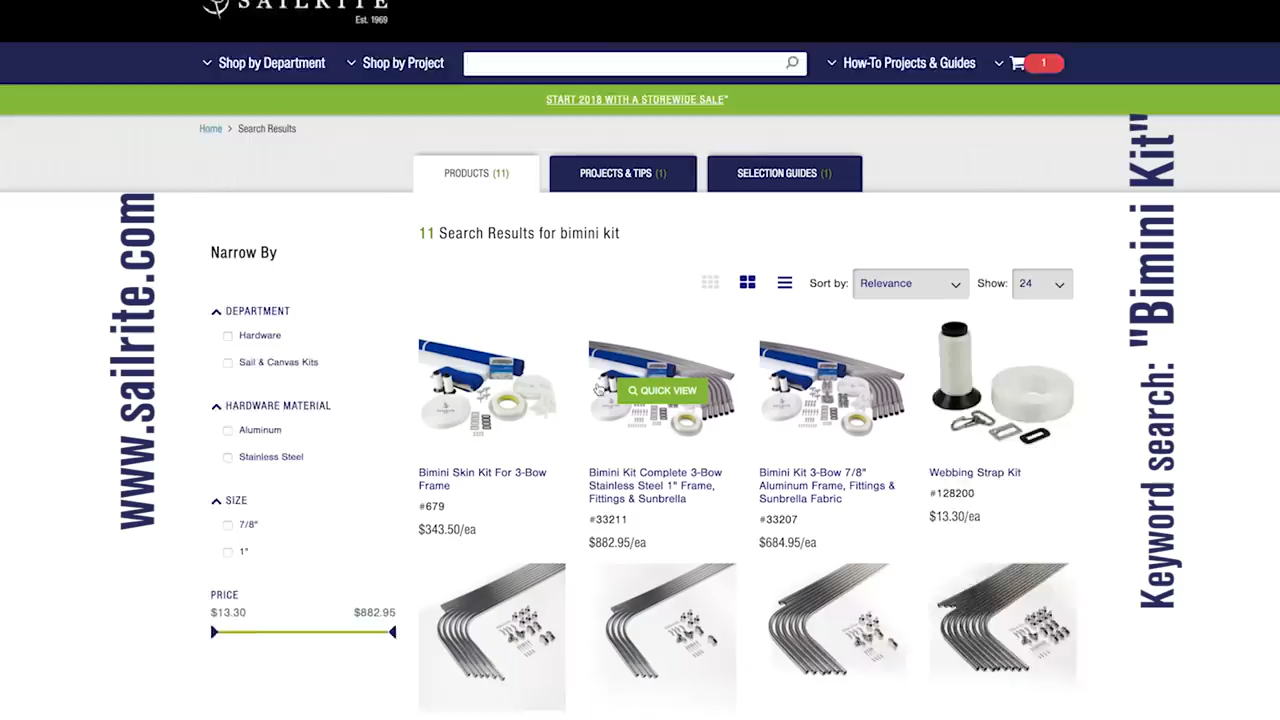 SAILRITE
Est. 1969
Shop by Department
Shop by Project
How-To Projects & Guides
1
START 2018 WITH A STOREWIDE SALE*
Home > Search Results
PRODUCTS (11)
PROJECTS & TIPS (1)
SELECTION GUIDES (1)
www.sailrite.com
Keyword search: "Bimini Kit"
11 Search Results for bimini kit
Narrow By
Sort by: Relevance
Show: 24
DEPARTMENT
Hardware
Sail & Canvas Kits
HARDWARE MATERIAL
Aluminum
Stainless Steel
SIZE
7/8"
1"
PRICE
$13.30
$882.95
QUICK VIEW
Bimini Skin Kit For 3-Bow
Frame
#679
$343.50/ea
Bimini Kit Complete 3-Bow
Stainless Steel 1" Frame,
Fittings & Sunbrella
#33211
$882.95/ea
Bimini Kit 3-Bow 7/8"
Aluminum Frame, Fittings &
Sunbrella Fabric
#33207
$684.95/ea
Webbing Strap Kit
#128200
$13.30/ea